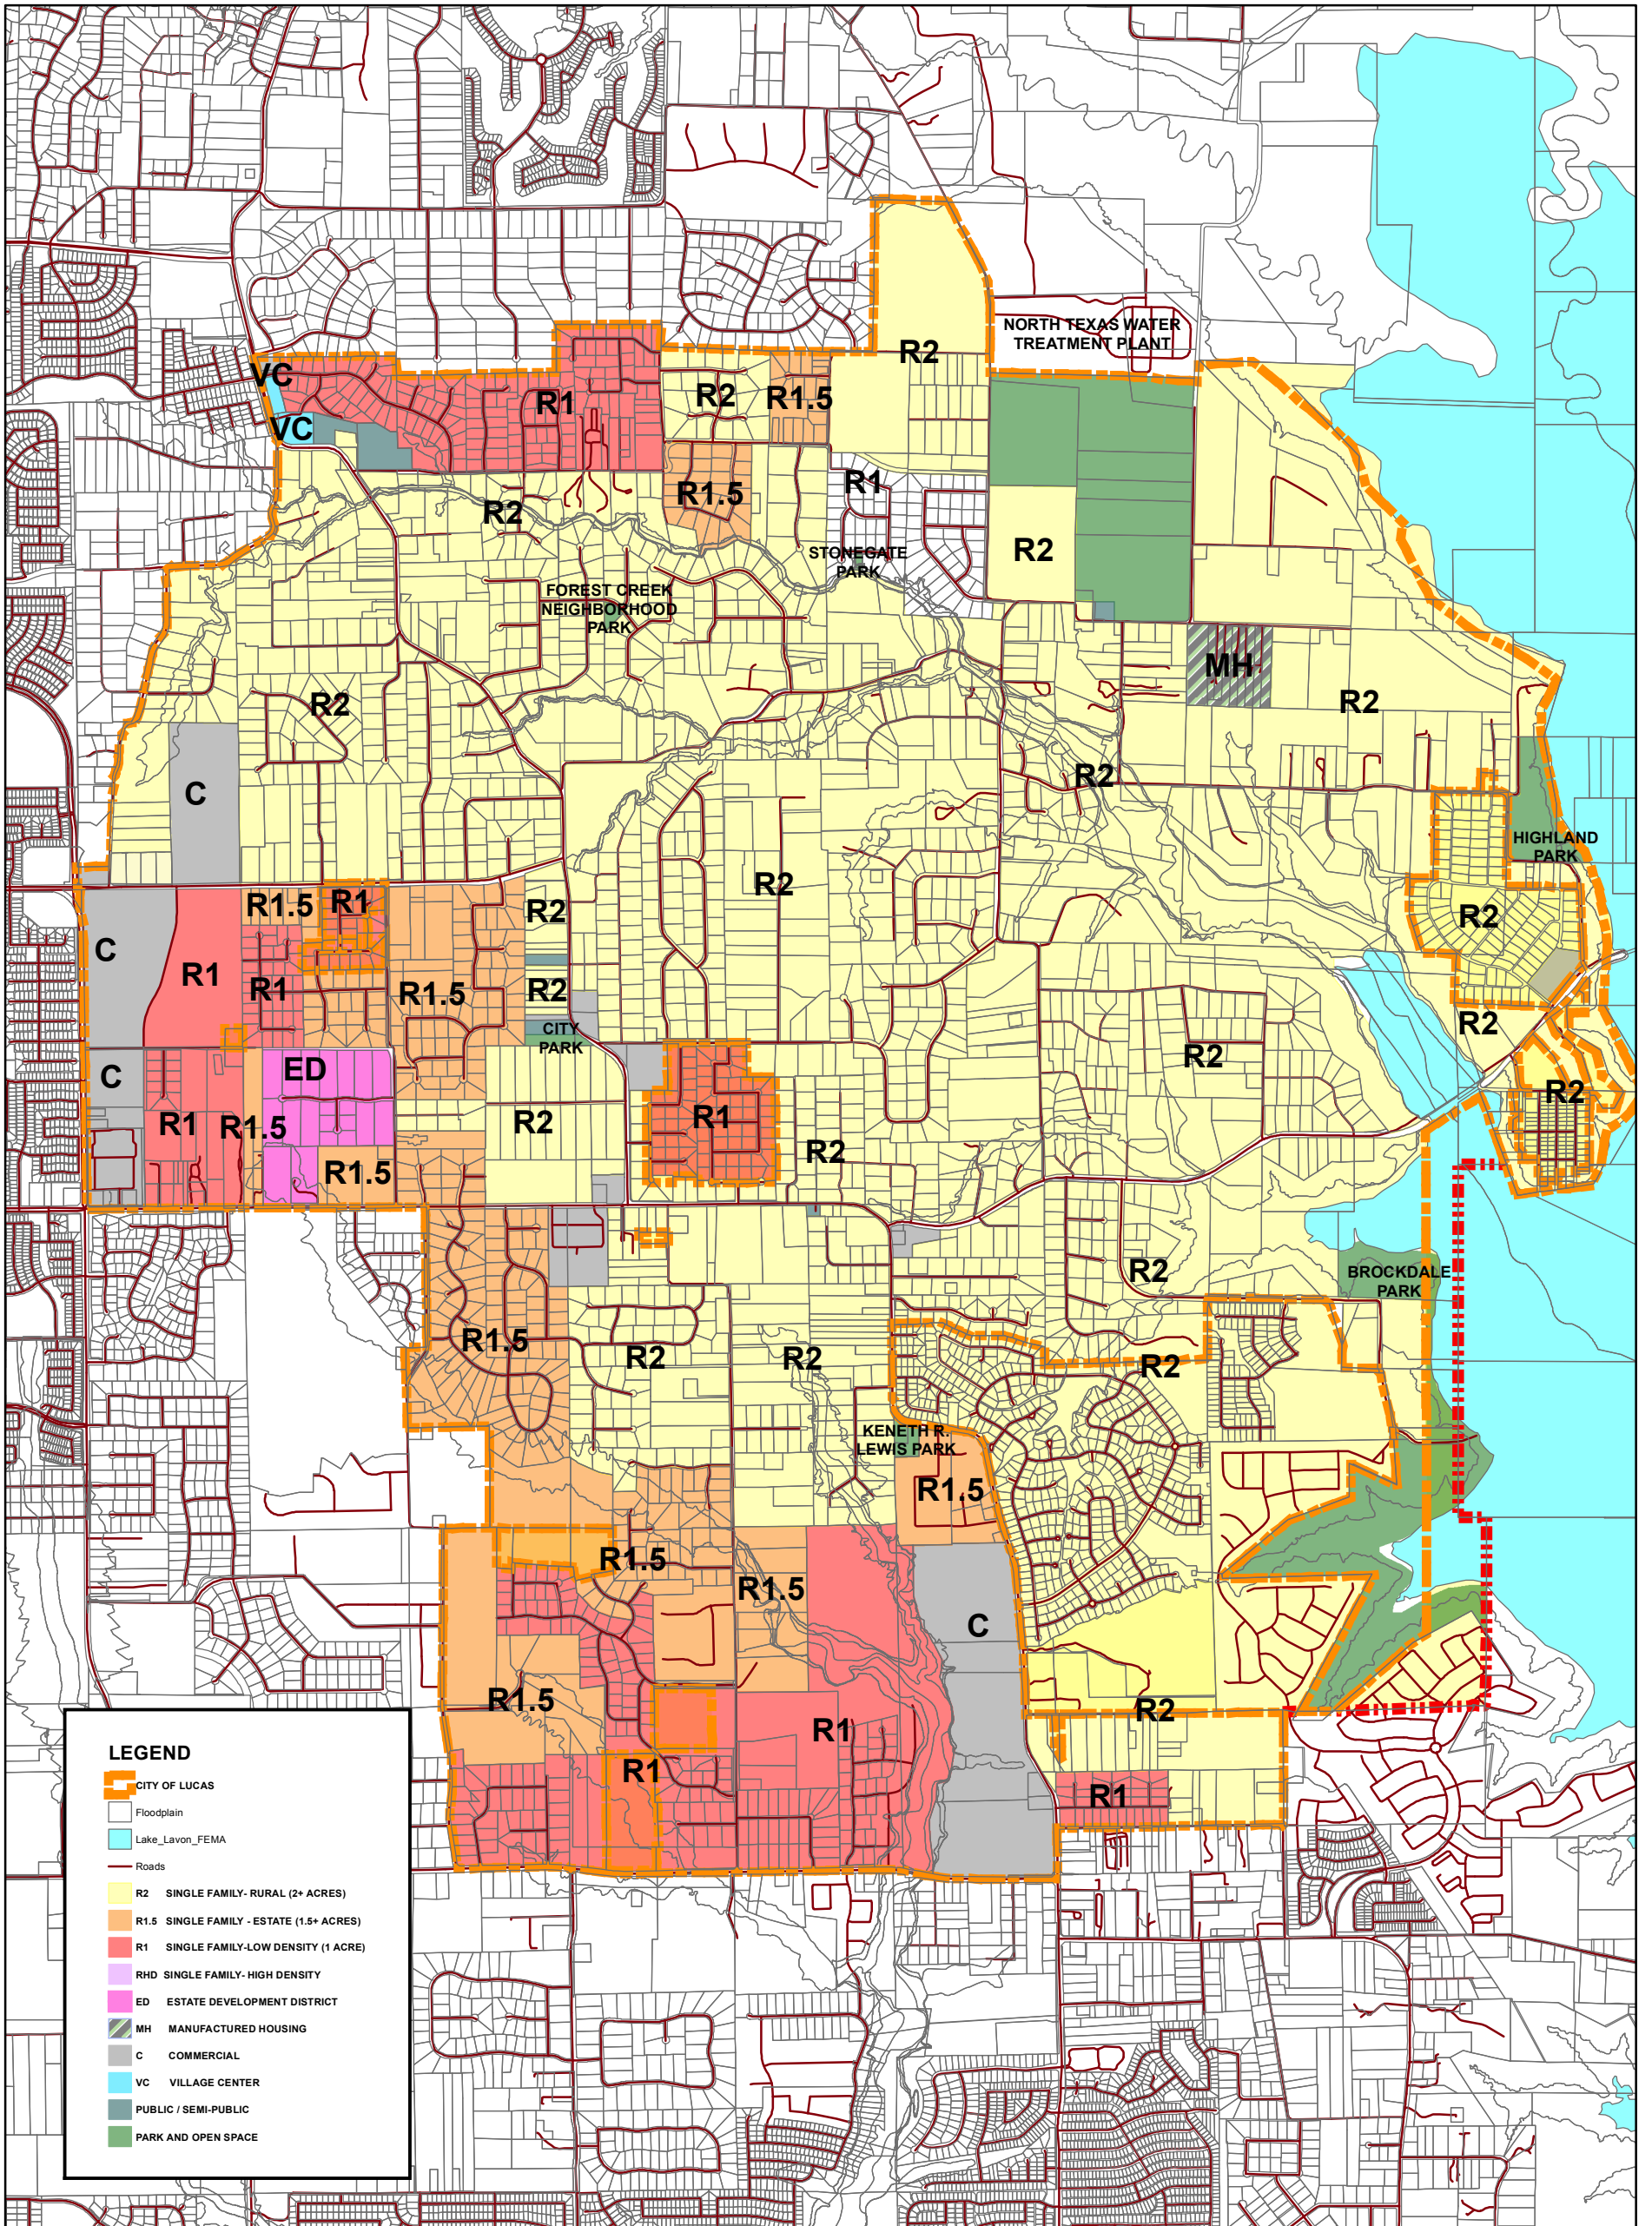 NORTH TEXAS WATER
TREATMENT PLANT
R2
VC
R1
R2
R1.5
VC
R1
R1.5
R2
R2
STONEGATE
PARK
FOREST CREEK
NEIGHBORHOOD
PARK
MH
R2
R2
R2
C
HIGHLAND
PARK
R2
R1.5
R1
R2
R2
C
R1
R1
R1.5
R2
R2
CITY
PARK
R2
ED
C
R2
R1
R1.5
R2
R1
R2
R1.5
R2
BROCKDALE
PARK
R1.5
R2
R2
R2
KENETH R.
LEWIS PARK
R1.5
R1.5
R1.5
C
R1.5
R2
R1
R1
R1
LEGEND
CITY OF LUCAS
Floodplain
Lake_Lavon_FEMA
Roads
R2 SINGLE FAMILY- RURAL (2+ ACRES)
R1.5 SINGLE FAMILY - ESTATE (1.5+ ACRES)
R1 SINGLE FAMILY-LOW DENSITY (1 ACRE)
RHD SINGLE FAMILY- HIGH DENSITY
ED ESTATE DEVELOPMENT DISTRICT
MH MANUFACTURED HOUSING
C COMMERCIAL
VC VILLAGE CENTER
PUBLIC / SEMI-PUBLIC
PARK AND OPEN SPACE